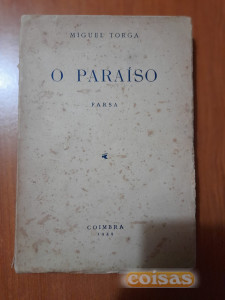 MIGUEL TORGA
O PARAÍSO
FARSA
COIMBRA
coisas